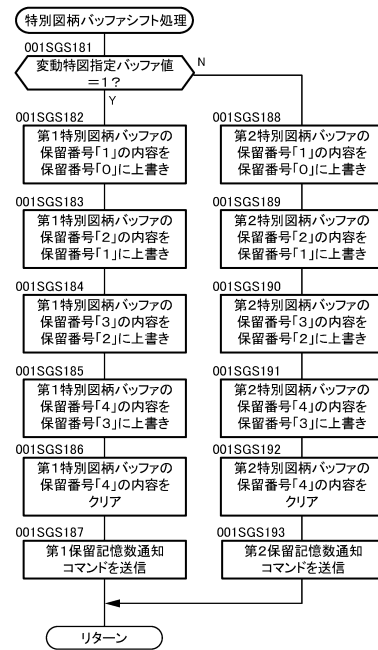 特別図柄バッファシフト処理
001SGS181
変動特図指定バッファ値
＝1？
N
Y
001SGS182
第1特別図柄バッファの
保留番号「1」の内容を
保留番号「0」に上書き
001SGS183
第1特別図柄バッファの
保留番号「2」の内容を
保留番号「1」に上書き
001SGS184
第1特別図柄バッファの
保留番号「3」の内容を
保留番号「2」に上書き
001SGS185
第1特別図柄バッファの
保留番号「4」の内容を
保留番号「3」に上書き
001SGS186
第1特別図柄バッファの
保留番号「4」の内容を
クリア
001SGS187
第1保留記憶数通知
コマンドを送信
001SGS188
第2特別図柄バッファの
保留番号「1」の内容を
保留番号「0」に上書き
001SGS189
第2特別図柄バッファの
保留番号「2」の内容を
保留番号「1」に上書き
001SGS190
第2特別図柄バッファの
保留番号「3」の内容を
保留番号「2」に上書き
001SGS191
第2特別図柄バッファの
保留番号「4」の内容を
保留番号「3」に上書き
001SGS192
第2特別図柄バッファの
保留番号「4」の内容を
クリア
001SGS193
第2保留記憶数通知
コマンドを送信
リターン